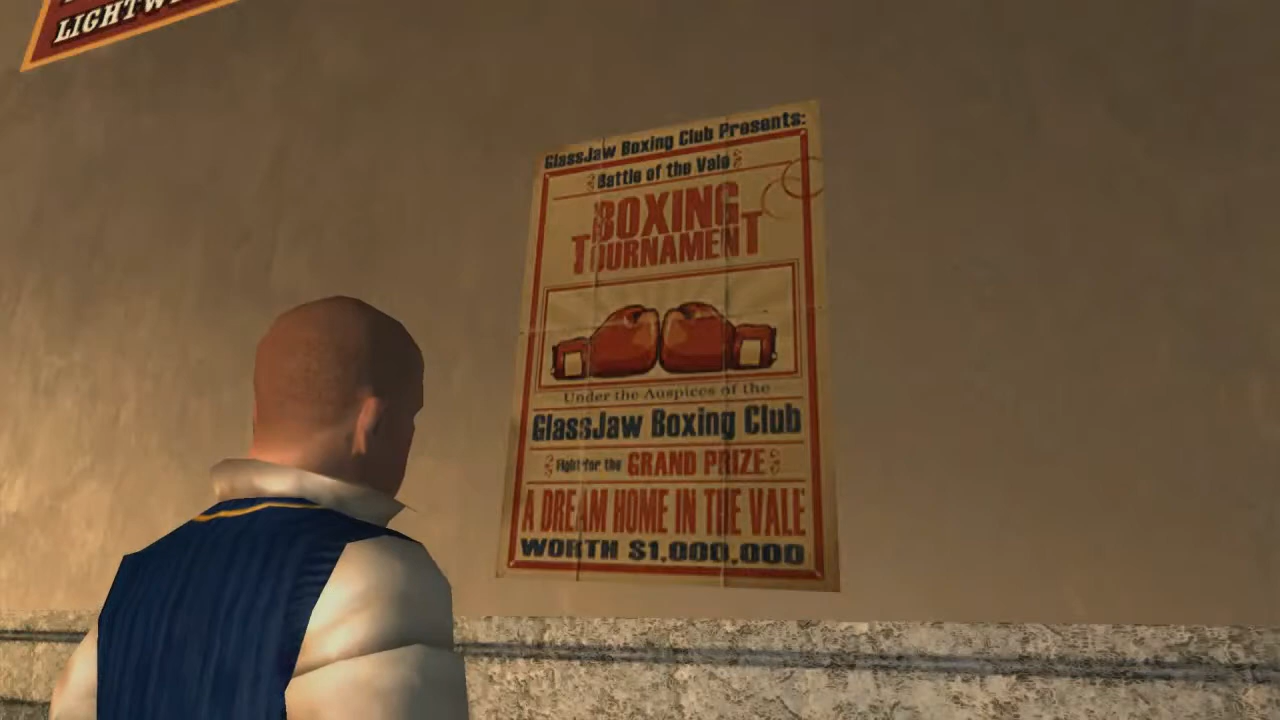 GlassJaw Boxing Club Presents:
Battle of the Vale
BOXING
TOURNAMENT
Under the Auspices of the
GlassJaw Boxing Club
Fight for the GRAND PRIZE
A DREAM HOME IN THE VALE
WORTH $1,000,000